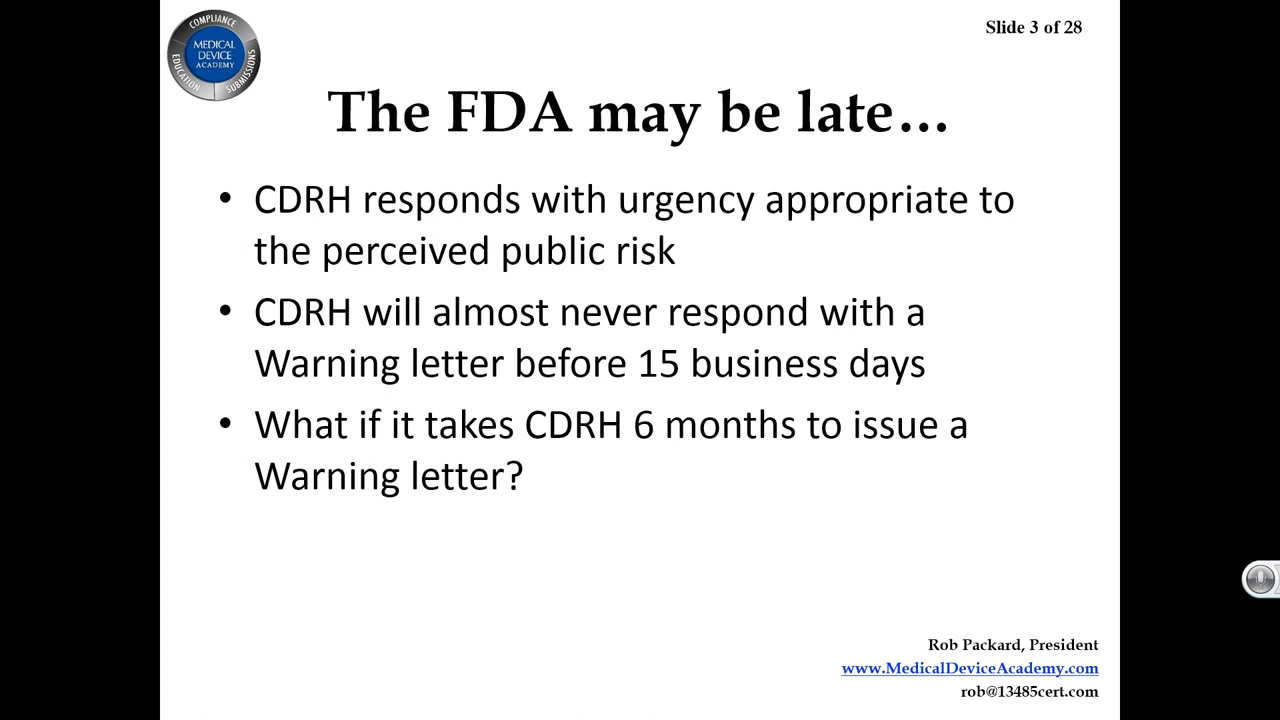 COMPLIANCE
MEDICAL
DEVICE
ACADEMY
EDUCATION
SUBMISSIONS
Slide 3 of 28
The FDA may be late…
• CDRH responds with urgency appropriate to
the perceived public risk
• CDRH will almost never respond with a
Warning letter before 15 business days
• What if it takes CDRH 6 months to issue a
Warning letter?
Rob Packard, President
www.MedicalDeviceAcademy.com
rob@13485cert.com